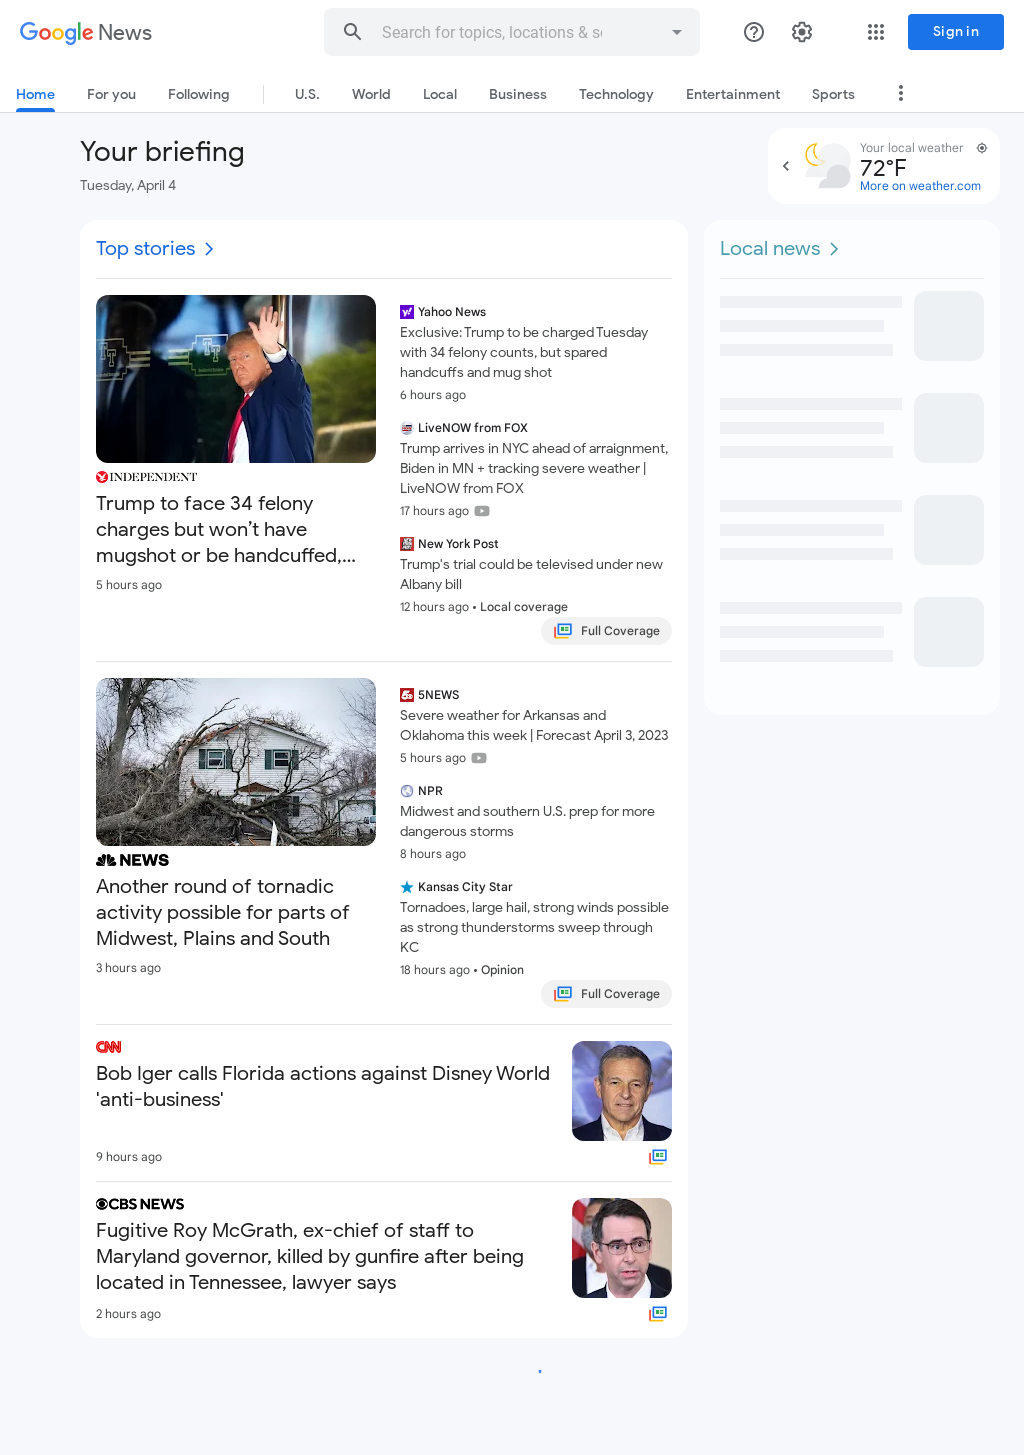 Google News
Search for topics, locations & so
Sign in
Home
For you
Following
U.S.
World
Local
Business
Technology
Entertainment
Sports
Your briefing
Tuesday, April 4
Your local weather
72°F
More on weather.com
Top stories
INDEPENDENT
Trump to face 34 felony
charges but won’t have
mugshot or be handcuffed,...
5 hours ago
Yahoo News
Exclusive: Trump to be charged Tuesday
with 34 felony counts, but spared
handcuffs and mug shot
6 hours ago
LiveNOW from FOX
Trump arrives in NYC ahead of arraignment,
Biden in MN + tracking severe weather |
LiveNOW from FOX
17 hours ago
New York Post
Trump's trial could be televised under new
Albany bill
12 hours ago • Local coverage
Full Coverage
NEWS
Another round of tornadic
activity possible for parts of
Midwest, Plains and South
3 hours ago
5NEWS
Severe weather for Arkansas and
Oklahoma this week | Forecast April 3, 2023
5 hours ago
NPR
Midwest and southern U.S. prep for more
dangerous storms
8 hours ago
Kansas City Star
Tornadoes, large hail, strong winds possible
as strong thunderstorms sweep through
KC
18 hours ago • Opinion
Full Coverage
CNN
Bob Iger calls Florida actions against Disney World
'anti-business'
9 hours ago
CBS NEWS
Fugitive Roy McGrath, ex-chief of staff to
Maryland governor, killed by gunfire after being
located in Tennessee, lawyer says
2 hours ago
Local news